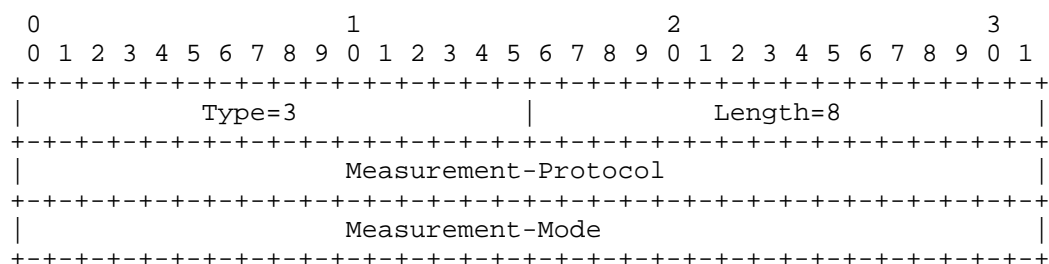 0                   1                   2                   3
 0 1 2 3 4 5 6 7 8 9 0 1 2 3 4 5 6 7 8 9 0 1 2 3 4 5 6 7 8 9 0 1
+-+-+-+-+-+-+-+-+-+-+-+-+-+-+-+-+-+-+-+-+-+-+-+-+-+-+-+-+-+-+-+-+
|           Type=3              |           Length=8            |
+-+-+-+-+-+-+-+-+-+-+-+-+-+-+-+-+-+-+-+-+-+-+-+-+-+-+-+-+-+-+-+-+
|                    Measurement-Protocol                       |
+-+-+-+-+-+-+-+-+-+-+-+-+-+-+-+-+-+-+-+-+-+-+-+-+-+-+-+-+-+-+-+-+
|                    Measurement-Mode                           |
+-+-+-+-+-+-+-+-+-+-+-+-+-+-+-+-+-+-+-+-+-+-+-+-+-+-+-+-+-+-+-+-+